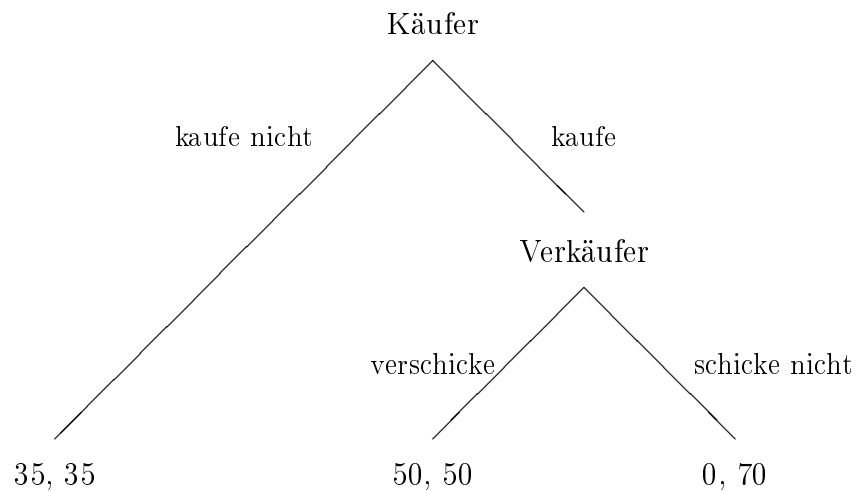 Käufer
kaufe nicht
kaufe
Verkäufer
verschicke
schicke nicht
35, 35
50, 50
0, 70